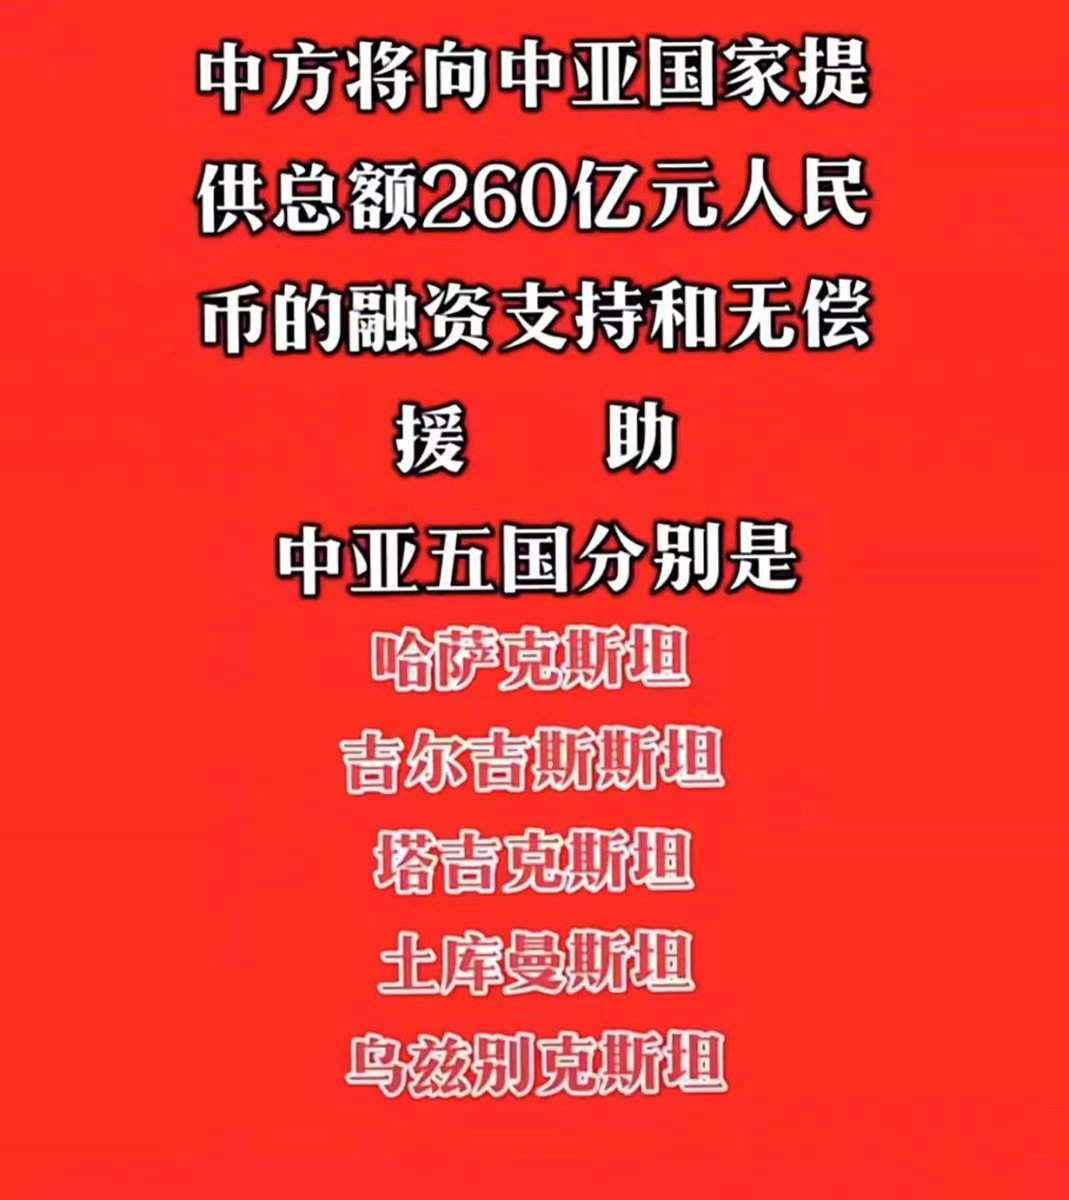 中方将向中亚国家提
供总额260亿元人民
币的融资支持和无偿
援 助
中亚五国分别是
哈萨克斯坦
吉尔吉斯斯坦
塔吉克斯坦
土库曼斯坦
乌兹别克斯坦